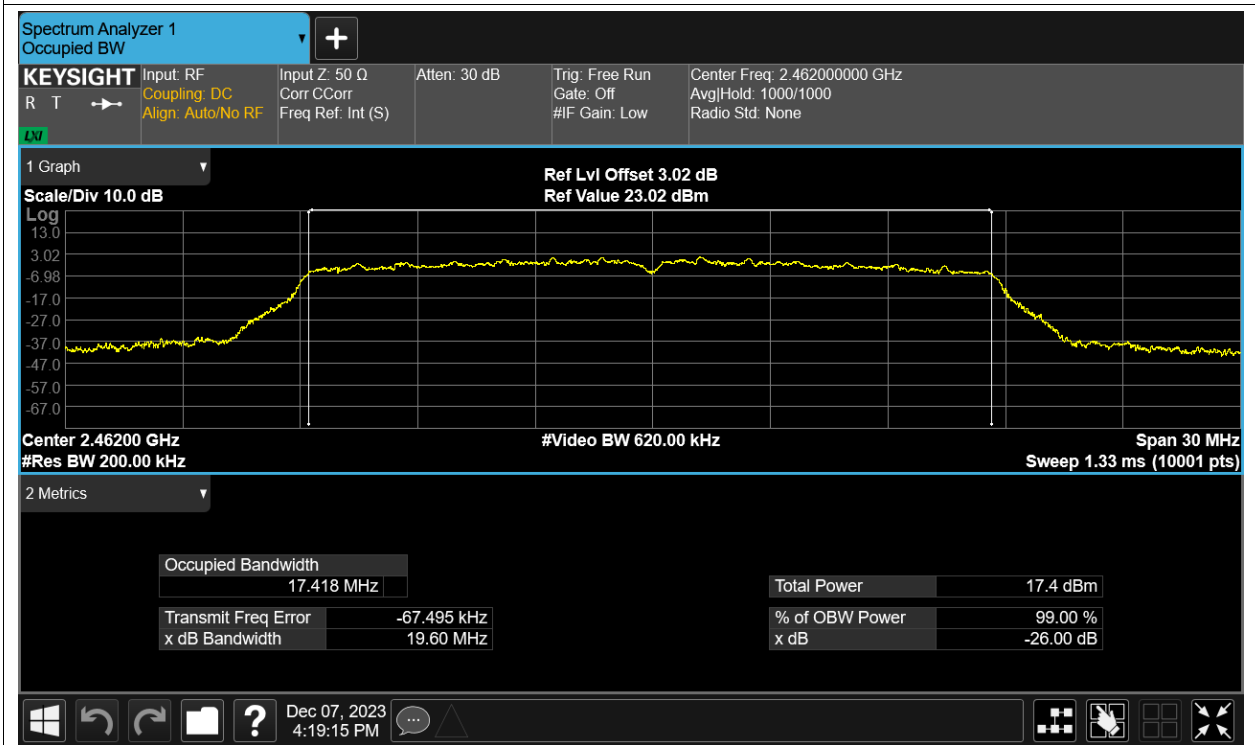 Spectrum Analyzer 1
Occupied BW
KEYSIGHT
R T
LXI
Input: RF
Coupling: DC
Align: Auto/No RF
Input Z: 50 Ω
Corr CCorr
Freq Ref: Int (S)
Atten: 30 dB
Trig: Free Run
Gate: Off
#IF Gain: Low
Center Freq: 2.462000000 GHz
Avg|Hold: 1000/1000
Radio Std: None
1 Graph
Scale/Div 10.0 dB
Ref Lvl Offset 3.02 dB
Ref Value 23.02 dBm
Log
13.0
3.02
-6.98
-17.0
-27.0
-37.0
-47.0
-57.0
-67.0
Center 2.46200 GHz
#Video BW 620.00 kHz
Span 30 MHz
#Res BW 200.00 kHz
Sweep 1.33 ms (10001 pts)
2 Metrics
Occupied Bandwidth
17.418 MHz
Total Power 17.4 dBm
Transmit Freq Error -67.495 kHz
% of OBW Power 99.00 %
x dB Bandwidth 19.60 MHz
x dB -26.00 dB
?
Dec 07, 2023
4:19:15 PM